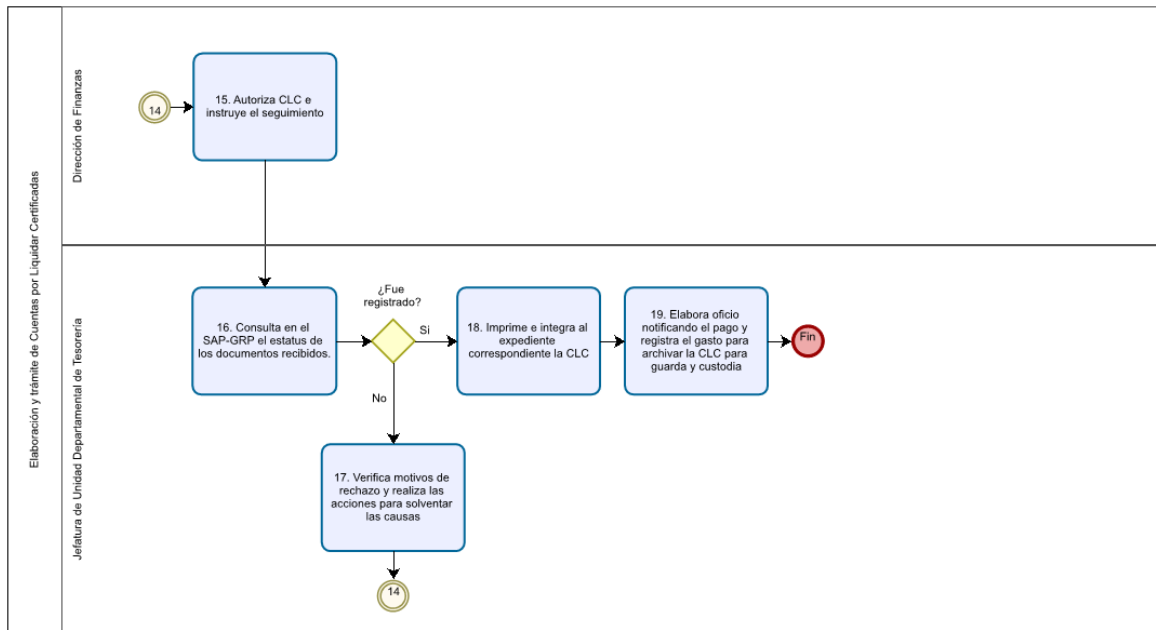 Elaboración y trámite de Cuentas por Liquidar Certificadas
Dirección de Finanzas
14
15. Autoriza CLC e
instruye el seguimiento
Jefatura de Unidad Departamental de Tesorería
16. Consulta en el
SAP-GRP el estatus de
los documentos recibidos.
¿Fue
registrado?
Si
18. Imprime e integra al
expediente
correspondiente la CLC
19. Elabora oficio
notificando el pago y
registra el gasto para
archivar la CLC para
guarda y custodia
Fin
No
17. Verifica motivos de
rechazo y realiza las
acciones para solventar
las causas
14